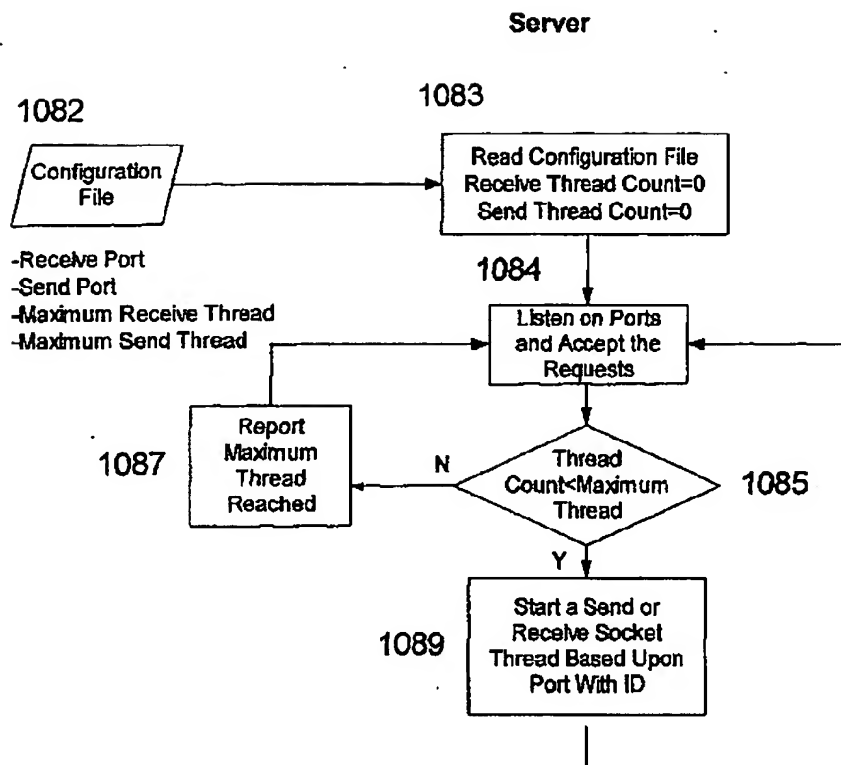 Server
1082
1083
Configuration
File
Read Configuration File
Receive Thread Count=0
Send Thread Count=0
-Receive Port
-Send Port
-Maximum Receive Thread
-Maximum Send Thread
1084
Listen on Ports
and Accept the
Requests
Report
Maximum
Thread
Reached
1087
N
Thread
Count<Maximum
Thread
1085
Y
Start a Send or
Receive Socket
Thread Based Upon
Port With ID
1089